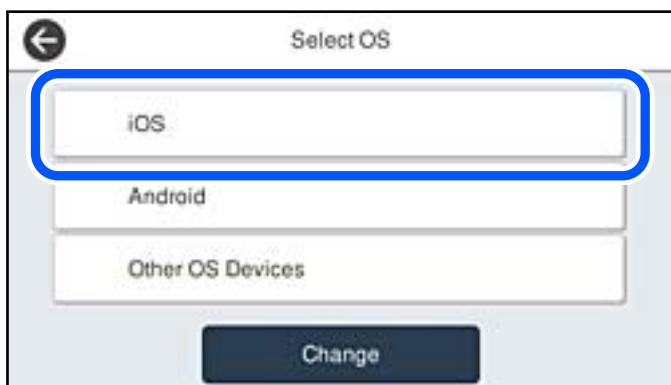 Select OS
iOS
Android
Other OS Devices
Change